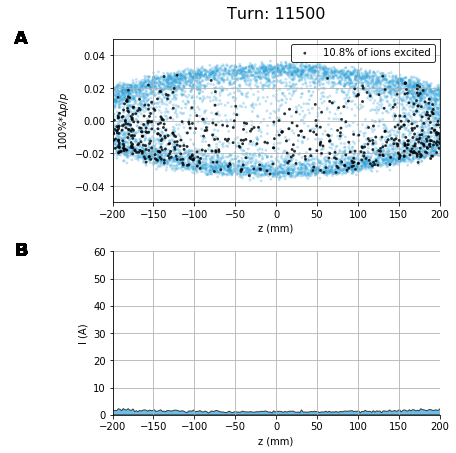 Turn: 11500
A
0.04
0.02
0.00
−0.02
−0.04
100%*Δp/p
10.8% of ions excited
−200 −150 −100 −50 0 50 100 150 200
z (mm)
B
60
50
40
30
20
10
0
I (A)
−200 −150 −100 −50 0 50 100 150 200
z (mm)